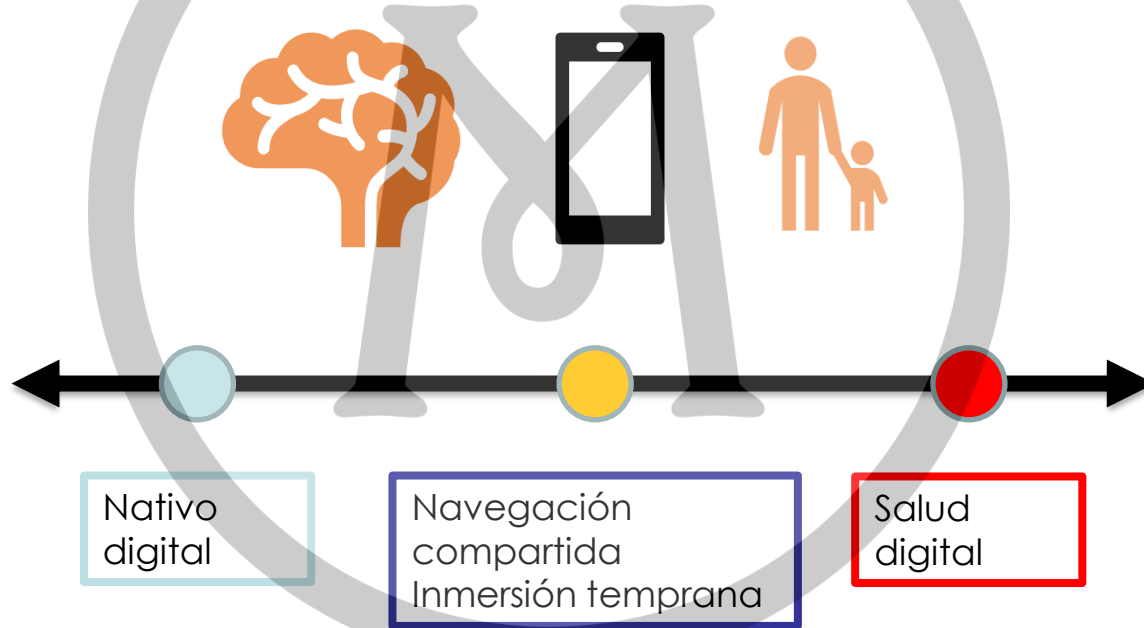 Nativo
digital
Navegación
compartida
Inmersión temprana
Salud
digital